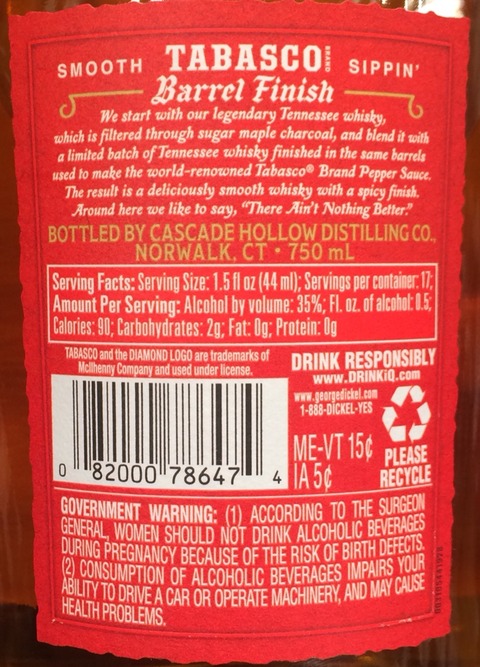 SMOOTH TABASCO BRAND SIPPIN'
Barrel Finish
We start with our legendary Tennessee whisky,
which is filtered through sugar maple charcoal, and blend it with
a limited batch of Tennessee whisky finished in the same barrels
used to make the world-renowned Tabasco® Brand Pepper Sauce.
The result is a deliciously smooth whisky with a spicy finish.
Around here we like to say, "There Ain't Nothing Better."
BOTTLED BY CASCADE HOLLOW DISTILLING CO.,
NORWALK, CT • 750 mL
Serving Facts: Serving Size: 1.5 fl oz (44 ml); Servings per container: 17;
Amount Per Serving: Alcohol by volume: 35%; Fl. oz. of alcohol: 0.5;
Calories: 90; Carbohydrates: 2g; Fat: 0g; Protein: 0g
TABASCO and the DIAMOND LOGO are trademarks of
McIlhenny Company and used under license.
DRINK RESPONSIBLY
www.DRINKiQ.com
www.georgedickel.com
1-888-DICKEL-YES
ME-VT 15¢
IA 5¢
PLEASE
RECYCLE
0 82000 78647 4
GOVERNMENT WARNING: (1) ACCORDING TO THE SURGEON
GENERAL, WOMEN SHOULD NOT DRINK ALCOHOLIC BEVERAGES
DURING PREGNANCY BECAUSE OF THE RISK OF BIRTH DEFECTS.
(2) CONSUMPTION OF ALCOHOLIC BEVERAGES IMPAIRS YOUR
ABILITY TO DRIVE A CAR OR OPERATE MACHINERY, AND MAY CAUSE
HEALTH PROBLEMS.